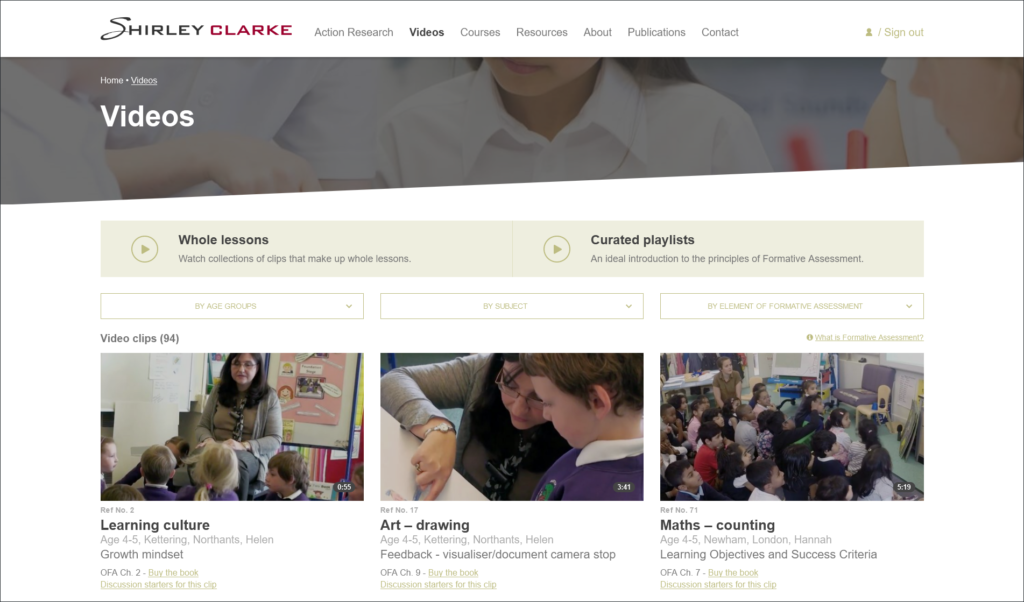 SHIRLEY CLARKE
Action Research Videos Courses Resources About Publications Contact
/ Sign out
Home • Videos
Videos
Whole lessons
Watch collections of clips that make up whole lessons.
Curated playlists
An ideal introduction to the principles of Formative Assessment.
BY AGE GROUPS
BY SUBJECT
BY ELEMENT OF FORMATIVE ASSESSMENT
Video clips (94)
What is Formative Assessment?
0:55
Ref No. 2
Learning culture
Age 4-5, Kettering, Northants, Helen
Growth mindset
OFA Ch. 2 - Buy the book
Discussion starters for this clip
3:41
Ref No. 17
Art – drawing
Age 4-5, Kettering, Northants, Helen
Feedback - visualiser/document camera stop
OFA Ch. 9 - Buy the book
Discussion starters for this clip
5:19
Ref No. 71
Maths – counting
Age 4-5, Newham, London, Hannah
Learning Objectives and Success Criteria
OFA Ch. 7 - Buy the book
Discussion starters for this clip